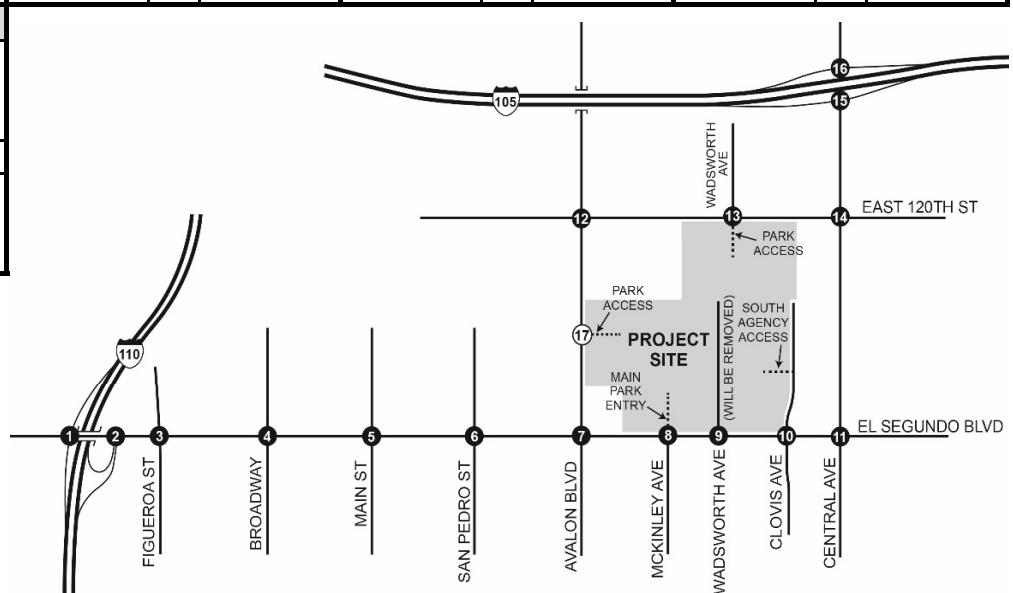 16
105
15
WADSWORTH
AVE
EAST 120TH ST
12
13
14
PARK
ACCESS
PARK
ACCESS
SOUTH
AGENCY
ACCESS
17
PROJECT
SITE
(WILL BE REMOVED)
110
MAIN
PARK
ENTRY
EL SEGUNDO BLVD
1
2
3
4
5
6
7
8
9
10
11
FIGUEROA ST
BROADWAY
MAIN ST
SAN PEDRO ST
AVALON BLVD
MCKINLEY AVE
WADSWORTH AVE
CLOVIS AVE
CENTRAL AVE